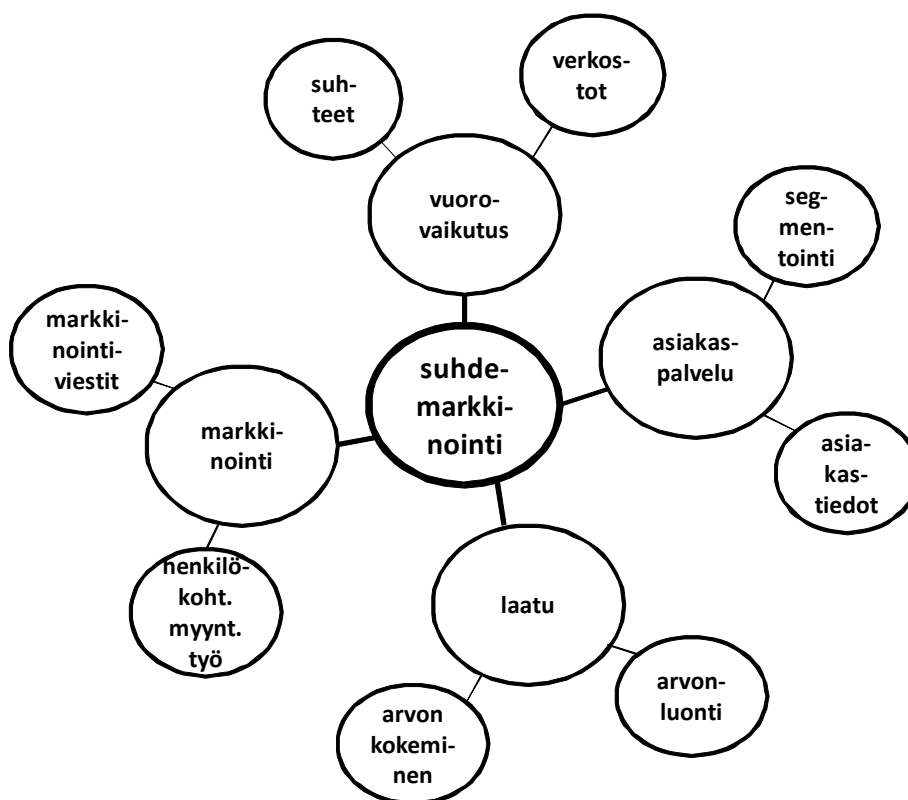 verkos-
tot
suh-
teet
vuoro-
vaikutus
seg-
men-
tointi
asiakas-
palvelu
asia-
kas-
tiedot
suhde-
markki-
nointi
markki-
nointi-
viestit
markki-
nointi
henkilö-
koht.
myynt.
työ
laatu
arvon-
luonti
arvon
kokemi-
nen